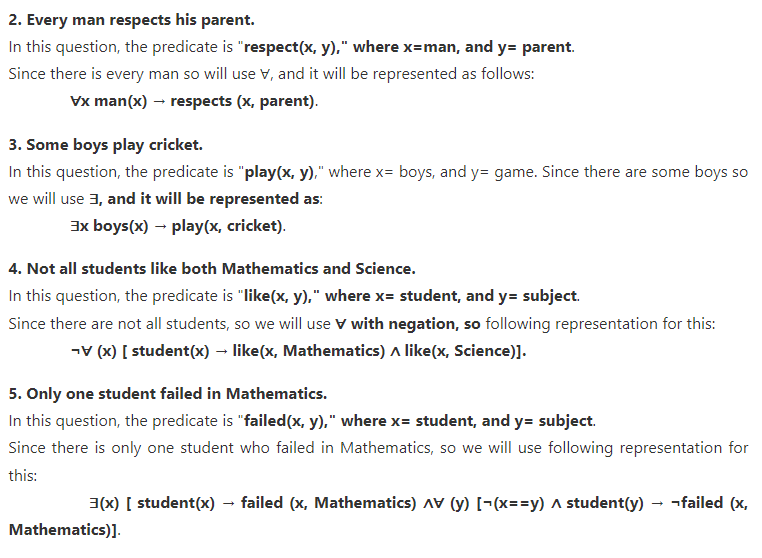 2. Every man respects his parent.
In this question, the predicate is "respect(x, y)," where x=man, and y= parent.
Since there is every man so will use ∀, and it will be represented as follows:
∀x man(x) → respects (x, parent).
3. Some boys play cricket.
In this question, the predicate is "play(x, y)," where x= boys, and y= game. Since there are some boys so
we will use ∃, and it will be represented as:
∃x boys(x) → play(x, cricket).
4. Not all students like both Mathematics and Science.
In this question, the predicate is "like(x, y)," where x= student, and y= subject.
Since there are not all students, so we will use ∀ with negation, so following representation for this:
¬∀ (x) [ student(x) → like(x, Mathematics) ∧ like(x, Science)].
5. Only one student failed in Mathematics.
In this question, the predicate is "failed(x, y)," where x= student, and y= subject.
Since there is only one student who failed in Mathematics, so we will use following representation for
this:
∃(x) [ student(x) → failed (x, Mathematics) ∧∀ (y) [¬(x==y) ∧ student(y) → ¬failed (x,
Mathematics)].